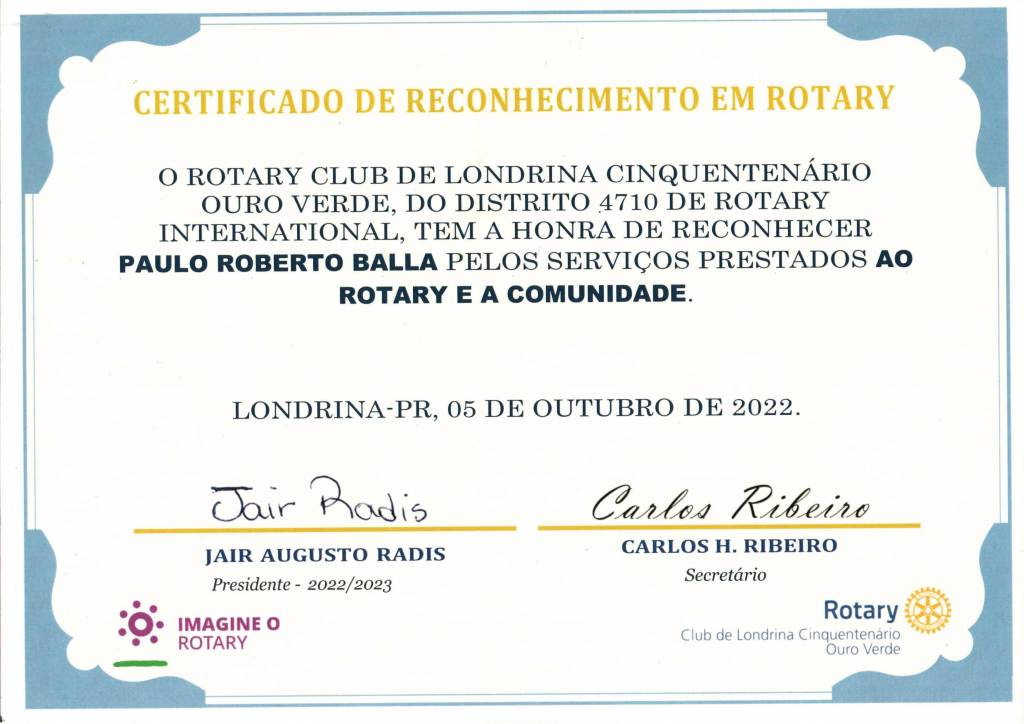 CERTIFICADO DE RECONHECIMENTO EM ROTARY
O ROTARY CLUB DE LONDRINA CINQUENTENÁRIO
OURO VERDE, DO DISTRITO 4710 DE ROTARY
INTERNATIONAL, TEM A HONRA DE RECONHECER
PAULO ROBERTO BALLA PELOS SERVIÇOS PRESTADOS AO
ROTARY E A COMUNIDADE.
LONDRINA-PR, 05 DE OUTUBRO DE 2022.
Jair Radis
JAIR AUGUSTO RADIS
Presidente - 2022/2023
Carlos Ribeiro
CARLOS H. RIBEIRO
Secretário
IMAGINE O
ROTARY
Rotary
Club de Londrina Cinquentenário
Ouro Verde